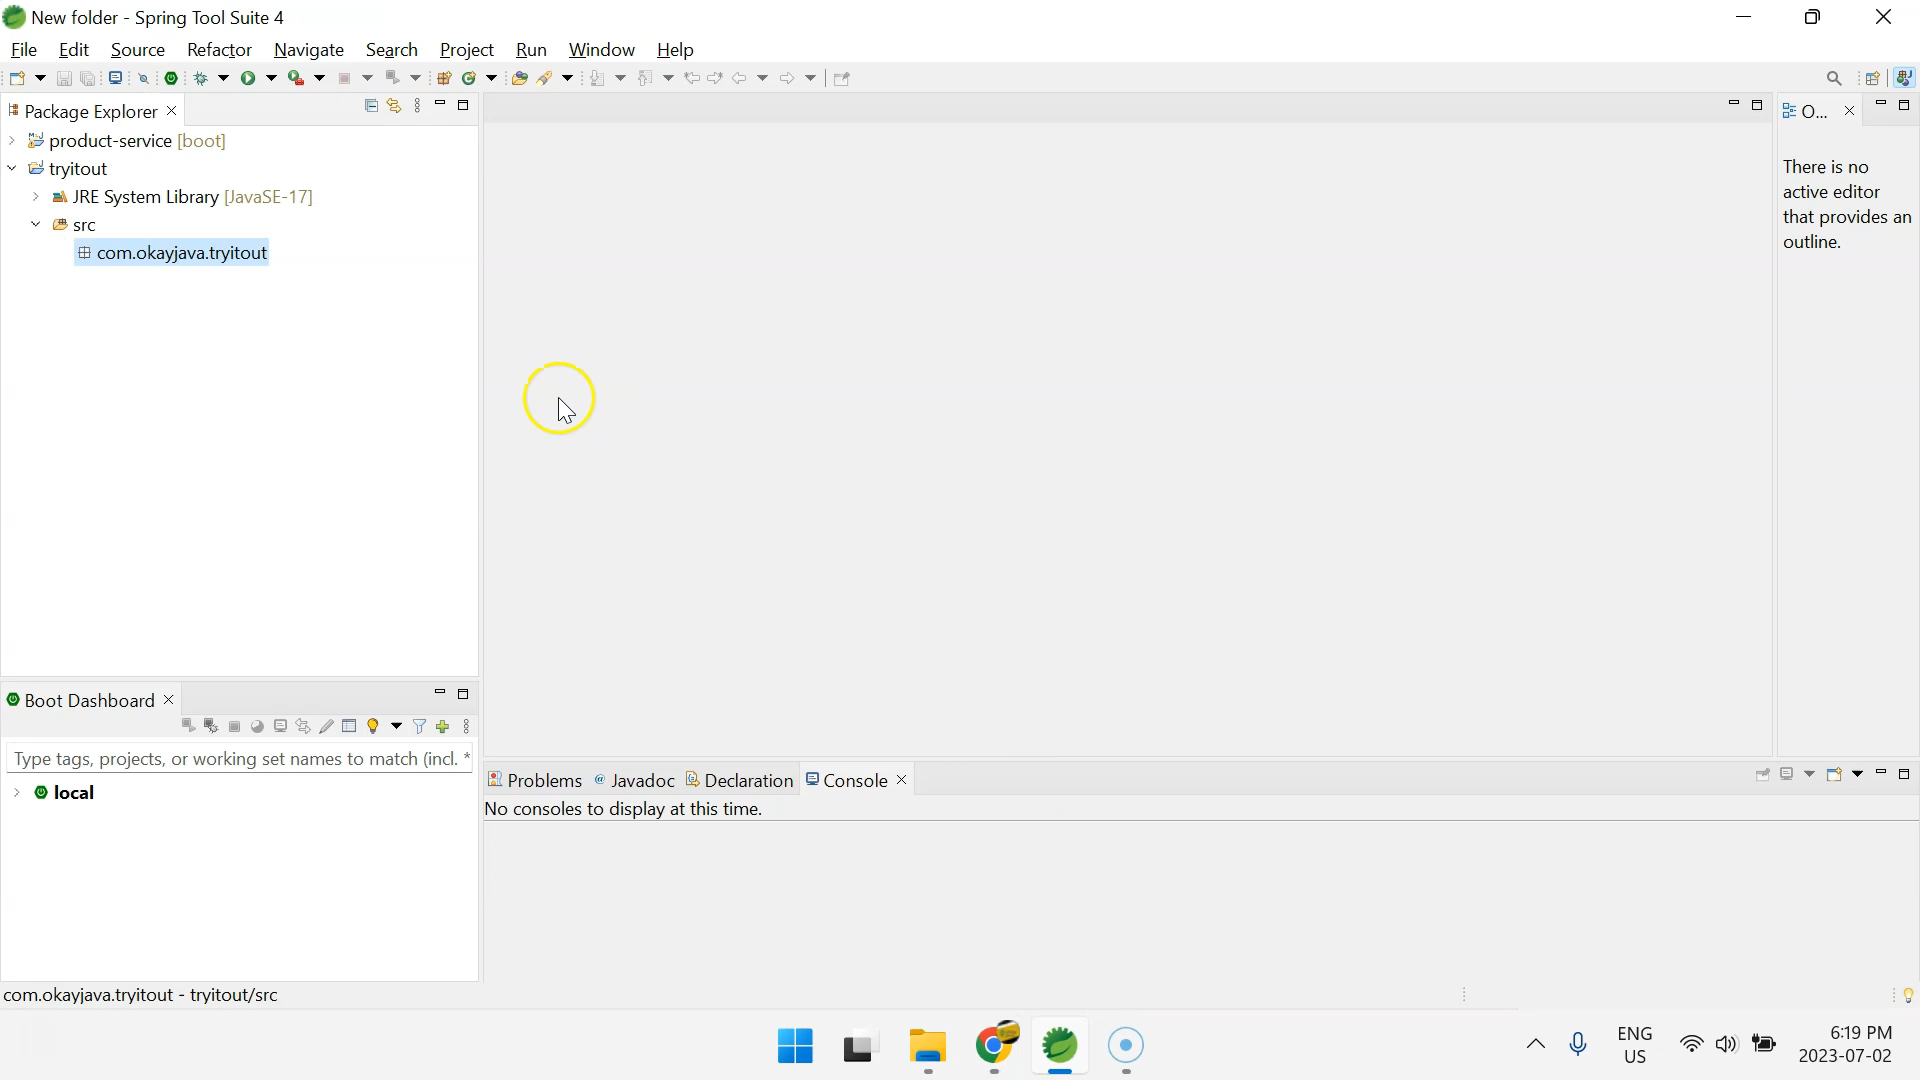 New folder - Spring Tool Suite 4
File Edit Source Refactor Navigate Search Project Run Window Help
Package Explorer
product-service [boot]
tryitout
JRE System Library [JavaSE-17]
src
com.okayjava.tryitout
O...
There is no
active editor
that provides an
outline.
Boot Dashboard
Type tags, projects, or working set names to match (incl. *
local
Problems Javadoc Declaration Console
No consoles to display at this time.
com.okayjava.tryitout - tryitout/src
ENG
US
6:19 PM
2023-07-02